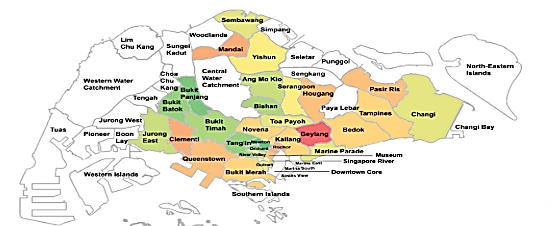 Sembawang
Simpang
Lim
Chu Kang
Woodlands
Sungei
Kadut
Mandai
Yishun
Seletar
Punggol
North-Eastern
Islands
Western Water
Catchment
Choa
Chu
Kang
Central
Water
Catchment
Sengkang
Ang Mo Kio
Serangoon
Hougang
Pasir Ris
Tengah
Bukit
Panjang
Bukit
Batok
Bishan
Paya Lebar
Tampines
Changi
Tuas
Jurong West
Pioneer
Boon
Lay
Jurong
East
Bukit
Timah
Toa Payoh
Novena
Kallang
Geylang
Bedok
Changi Bay
Clementi
Tanglin
Newton
Orchard
Rochor
Marine Parade
River Valley
Museum
Queenstown
Singapore River
Outram
Marina East
Marina South
Downtown Core
Western Islands
Bukit Merah
Straits View
Southern Islands